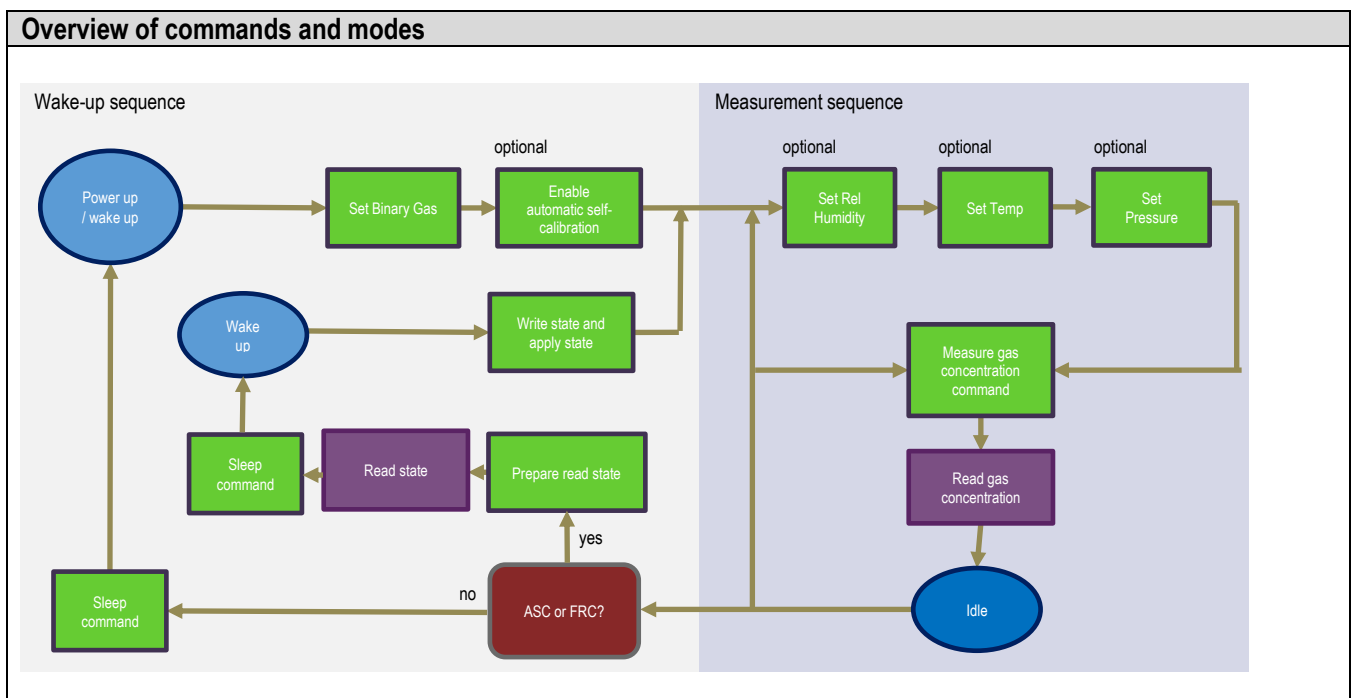 Overview of commands and modes
Wake-up sequence
Measurement sequence
optional
optional
optional
optional
Power up
/ wake up
Set Binary Gas
Enable
automatic self-
calibration
Set Rel
Humidity
Set Temp
Set
Pressure
Wake
up
Write state and
apply state
Measure gas
concentration
command
Sleep
command
Read state
Prepare read state
Read gas
concentration
yes
Sleep
command
no
ASC or FRC?
Idle